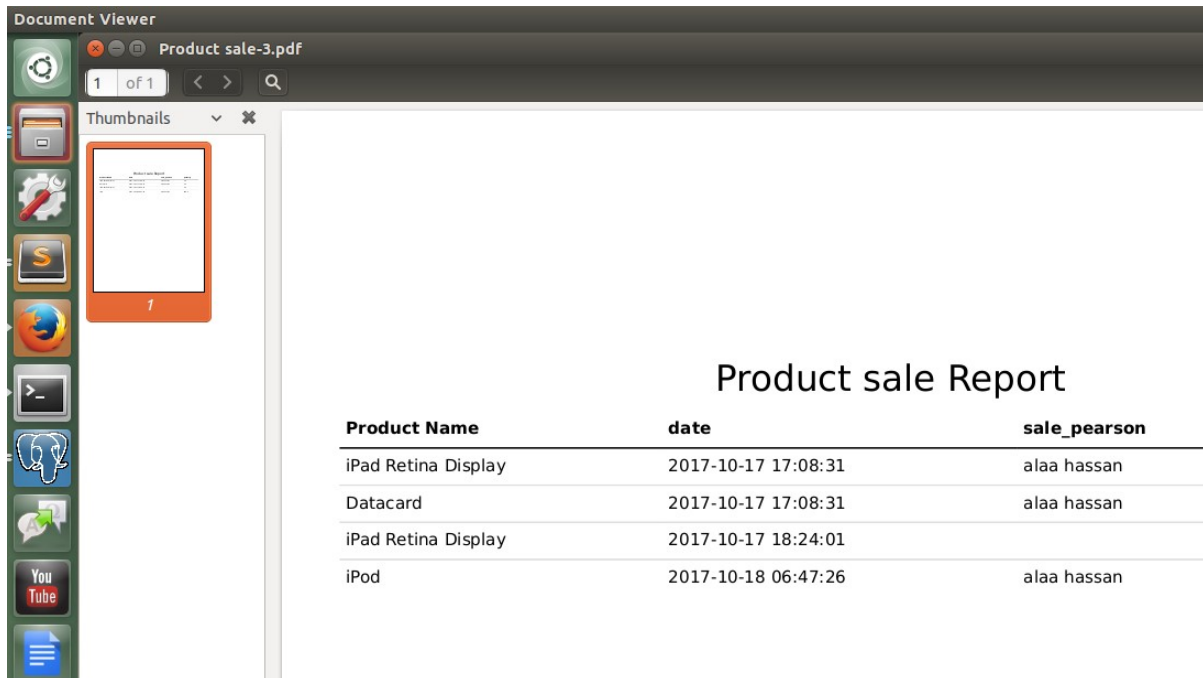 Document Viewer
Product sale-3.pdf
1 of 1
Thumbnails
1
Product sale Report
Product Name date sale_pearson
iPad Retina Display 2017-10-17 17:08:31 alaa hassan
Datacard 2017-10-17 17:08:31 alaa hassan
iPad Retina Display 2017-10-17 18:24:01
iPod 2017-10-18 06:47:26 alaa hassan
S
>_
A
You
Tube